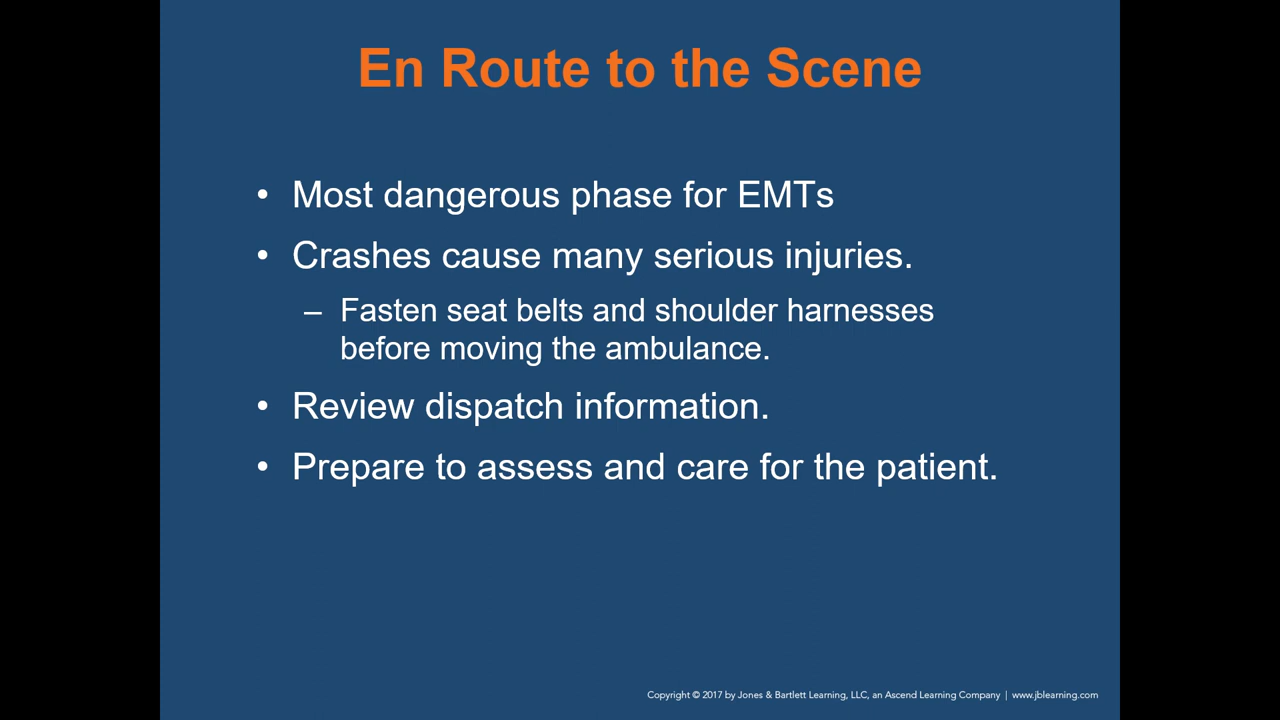 En Route to the Scene
• Most dangerous phase for EMTs
• Crashes cause many serious injuries.
– Fasten seat belts and shoulder harnesses
before moving the ambulance.
• Review dispatch information.
• Prepare to assess and care for the patient.
Copyright © 2017 by Jones & Bartlett Learning, LLC, an Ascend Learning Company | www.jblearning.com